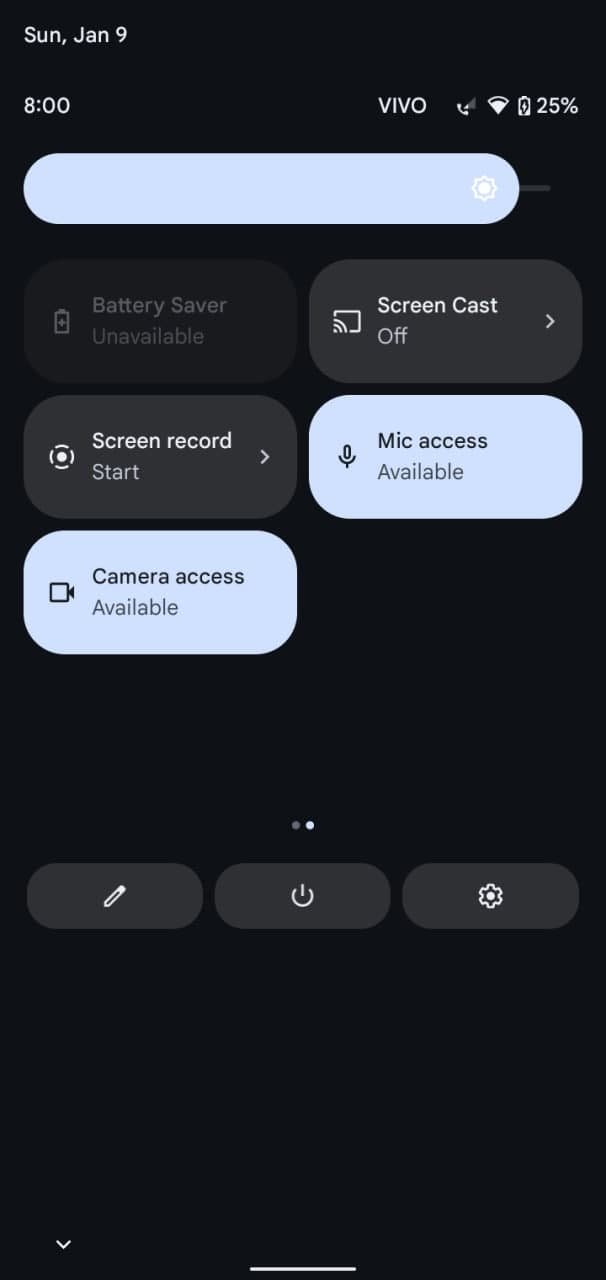 Sun, Jan 9
8:00 VIVO 25%
Battery Saver
Unavailable
Screen Cast
Off
Screen record
Start
Mic access
Available
Camera access
Available